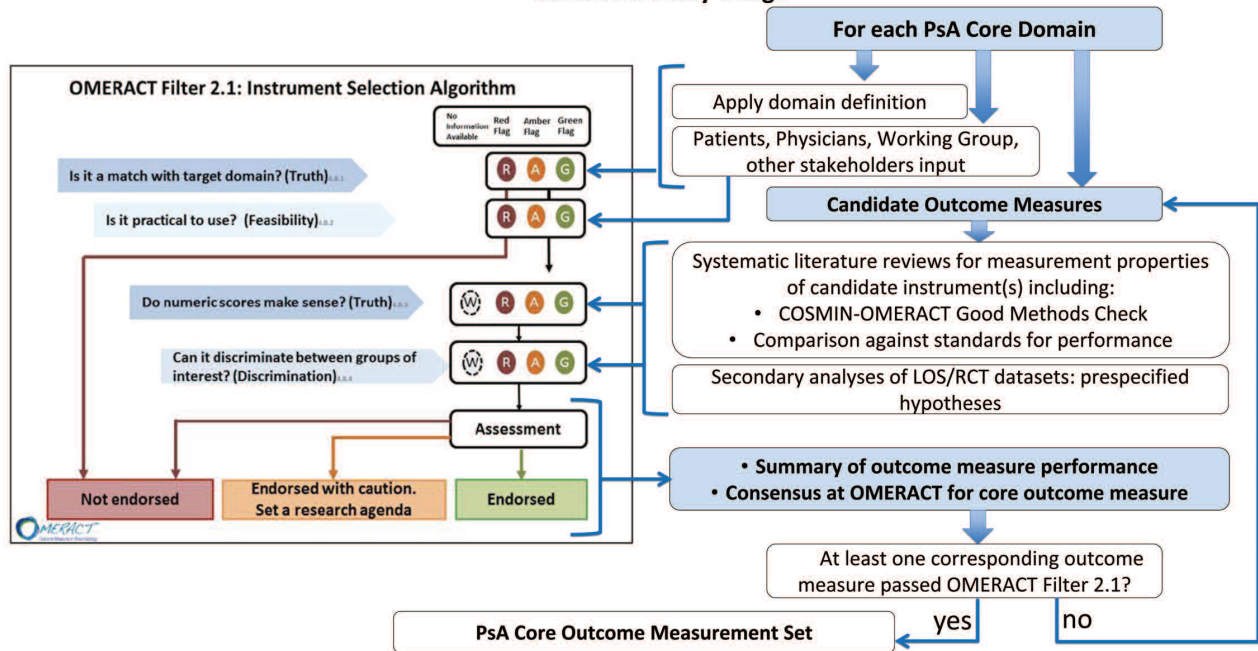 For each PsA Core Domain
OMERACT Filter 2.1: Instrument Selection Algorithm
No
Information
Available
Red
Flag
Amber
Flag
Green
Flag
Is it a match with target domain? (Truth)
R A G
Is it practical to use? (Feasibility)
R A G
Do numeric scores make sense? (Truth)
W R A G
Can it discriminate between groups of
interest? (Discrimination)
W R A G
Assessment
Not endorsed
Endorsed with caution.
Set a research agenda
Endorsed
OMERACT
Apply domain definition
Patients, Physicians, Working Group,
other stakeholders input
Candidate Outcome Measures
Systematic literature reviews for measurement properties
of candidate instrument(s) including:
• COSMIN-OMERACT Good Methods Check
• Comparison against standards for performance
Secondary analyses of LOS/RCT datasets: prespecified
hypotheses
• Summary of outcome measure performance
• Consensus at OMERACT for core outcome measure
At least one corresponding outcome
measure passed OMERACT Filter 2.1?
yes
no
PsA Core Outcome Measurement Set